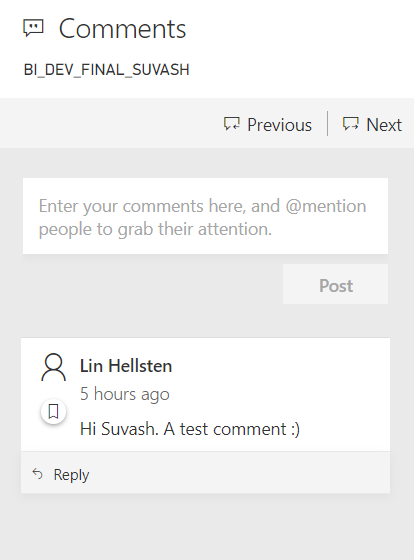 Comments
BI_DEV_FINAL_SUVASH
Previous
Next
Enter your comments here, and @mention
people to grab their attention.
Post
Lin Hellsten
5 hours ago
Hi Suvash. A test comment :)
Reply